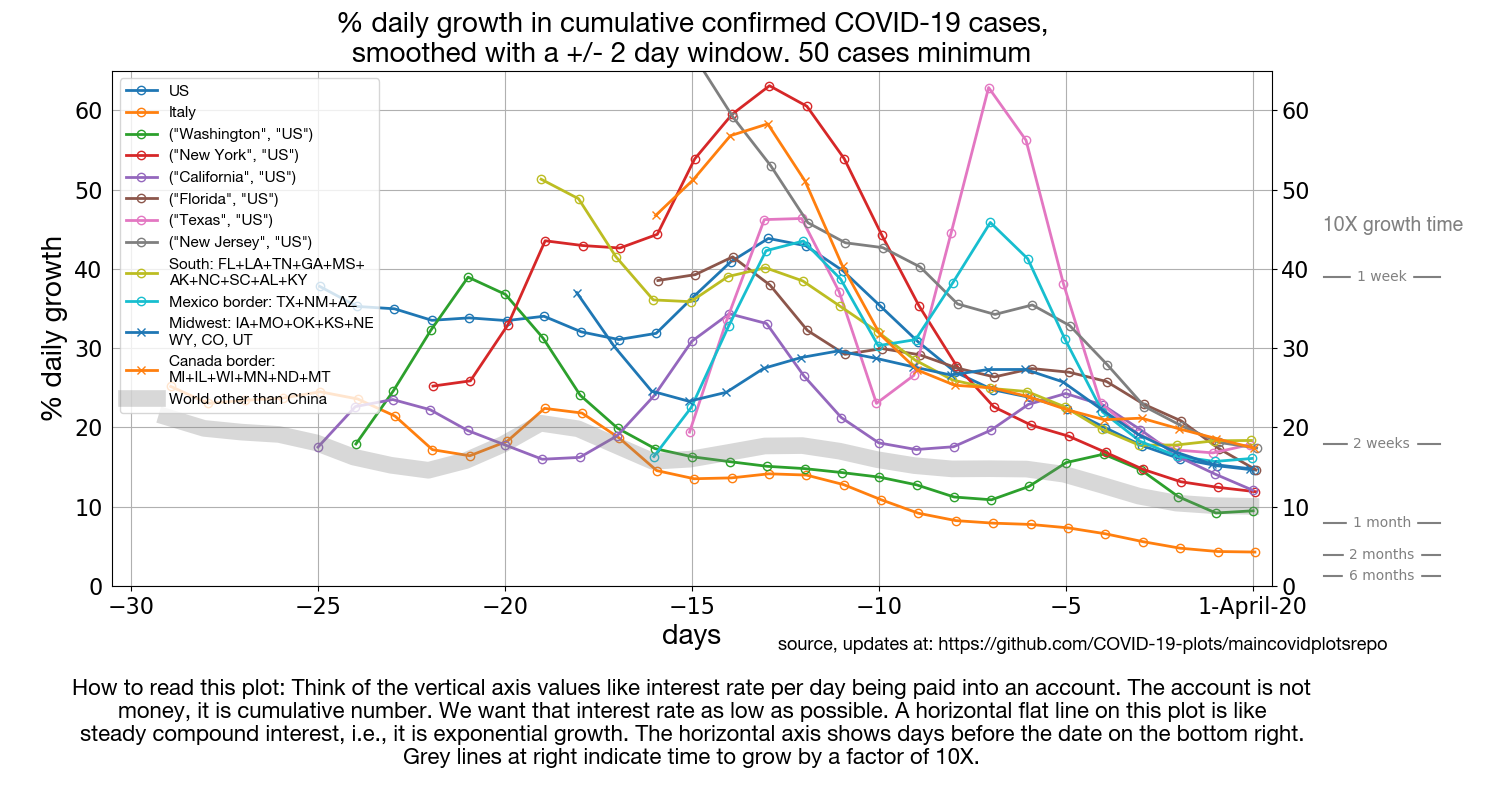 % daily growth in cumulative confirmed COVID-19 cases,
smoothed with a +/- 2 day window. 50 cases minimum
US
Italy
("Washington", "US")
("New York", "US")
("California", "US")
("Florida", "US")
("Texas", "US")
("New Jersey", "US")
South: FL+LA+TN+GA+MS+
AK+NC+SC+AL+KY
Mexico border: TX+NM+AZ
Midwest: IA+MO+OK+KS+NE
WY, CO, UT
Canada border:
MI+IL+WI+MN+ND+MT
World other than China
% daily growth
60
50
40
30
20
10
0
60
50
40
30
20
10
0
10X growth time
1 week
2 weeks
1 month
2 months
6 months
−30
−25
−20
−15
−10
−5
1-April-20
days
source, updates at: https://github.com/COVID-19-plots/maincovidplotsrepo
How to read this plot: Think of the vertical axis values like interest rate per day being paid into an account. The account is not
money, it is cumulative number. We want that interest rate as low as possible. A horizontal flat line on this plot is like
steady compound interest, i.e., it is exponential growth. The horizontal axis shows days before the date on the bottom right.
Grey lines at right indicate time to grow by a factor of 10X.